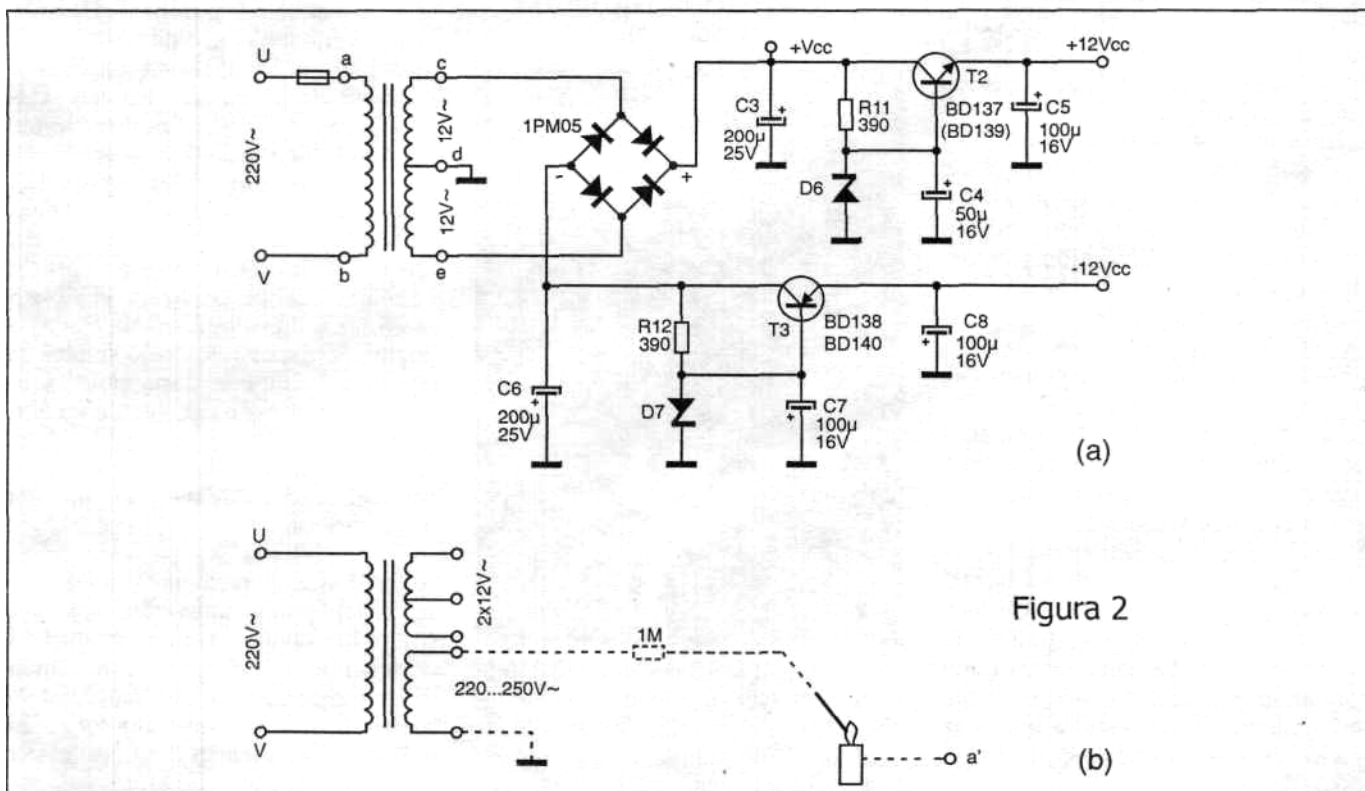 U
a
c
220V~
12V~
d
12V~
V
b
e
1PM05
-
+
+Vcc
C3
+
200µ
25V
R11
390
D6
T2
BD137
(BD139)
C4
+
50µ
16V
+12Vcc
C5
+
100µ
16V
-12Vcc
C6
+
200µ
25V
R12
390
D7
T3
BD138
BD140
C7
+
100µ
16V
C8
+
100µ
16V
(a)
U
220V~
V
2x12V~
220...250V~
1M
a'
Figura 2
(b)